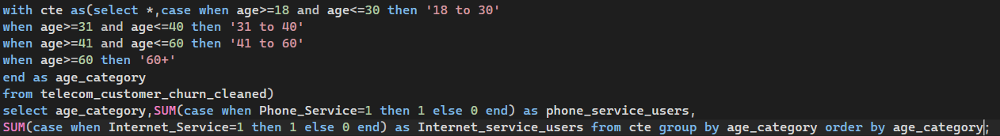 with cte as(select *,case when age>=18 and age<=30 then '18 to 30'
when age>=31 and age<=40 then '31 to 40'
when age>=41 and age<=60 then '41 to 60'
when age>=60 then '60+'
end as age_category
from telecom_customer_churn_cleaned)
select age_category,SUM(case when Phone_Service=1 then 1 else 0 end) as phone_service_users,
SUM(case when Internet_Service=1 then 1 else 0 end) as Internet_service_users from cte group by age_category order by age_category;